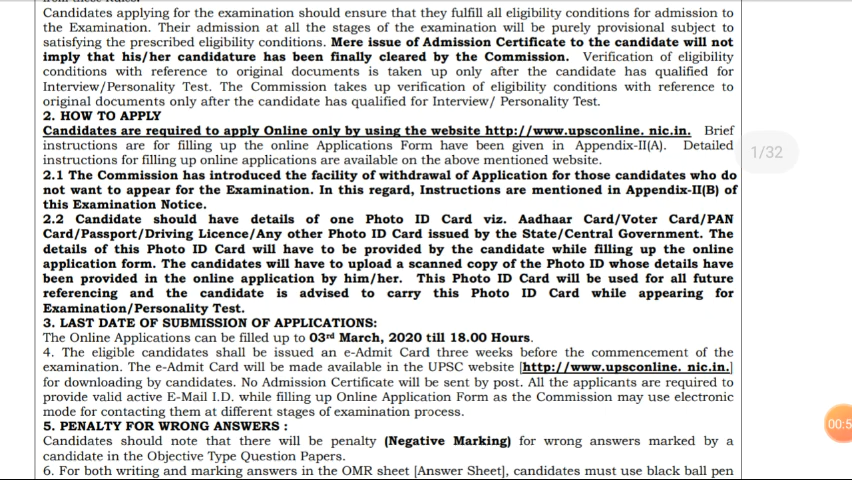 Candidates applying for the examination should ensure that they fulfill all eligibility conditions for admission to
the Examination. Their admission at all the stages of the examination will be purely provisional subject to
satisfying the prescribed eligibility conditions. Mere issue of Admission Certificate to the candidate will not
imply that his/her candidature has been finally cleared by the Commission. Verification of eligibility
conditions with reference to original documents is taken up only after the candidate has qualified for
Interview/Personality Test. The Commission takes up verification of eligibility conditions with reference to
original documents only after the candidate has qualified for Interview/ Personality Test.
2. HOW TO APPLY
Candidates are required to apply Online only by using the website http://www.upsconline. nic.in. Brief
instructions are for filling up the online Applications Form have been given in Appendix-II(A). Detailed
instructions for filling up online applications are available on the above mentioned website.
1/32
2.1 The Commission has introduced the facility of withdrawal of Application for those candidates who do
not want to appear for the Examination. In this regard, Instructions are mentioned in Appendix-II(B) of
this Examination Notice.
2.2 Candidate should have details of one Photo ID Card viz. Aadhaar Card/Voter Card/PAN
Card/Passport/Driving Licence/Any other Photo ID Card issued by the State/Central Government. The
details of this Photo ID Card will have to be provided by the candidate while filling up the online
application form. The candidates will have to upload a scanned copy of the Photo ID whose details have
been provided in the online application by him/her. This Photo ID Card will be used for all future
referencing and the candidate is advised to carry this Photo ID Card while appearing for
Examination/Personality Test.
3. LAST DATE OF SUBMISSION OF APPLICATIONS:
The Online Applications can be filled up to 03rd March, 2020 till 18.00 Hours.
4. The eligible candidates shall be issued an e-Admit Card three weeks before the commencement of the
examination. The e-Admit Card will be made available in the UPSC website [http://www.upsconline. nic.in.]
for downloading by candidates. No Admission Certificate will be sent by post. All the applicants are required to
provide valid active E-Mail I.D. while filling up Online Application Form as the Commission may use electronic
mode for contacting them at different stages of examination process.
00:5
5. PENALTY FOR WRONG ANSWERS :
Candidates should note that there will be penalty (Negative Marking) for wrong answers marked by a
candidate in the Objective Type Question Papers.
6. For both writing and marking answers in the OMR sheet [Answer Sheet], candidates must use black ball pen